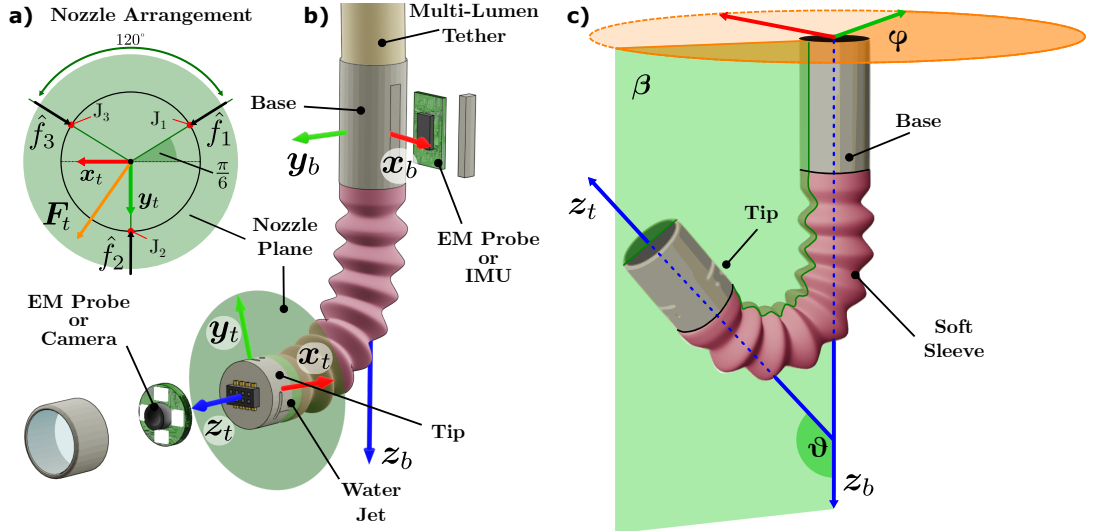 a)
Nozzle Arrangement
120°
J₃
J₁
f̂₃
f̂₁
x_t
π/6
y_t
F_t
J₂
f̂₂
Nozzle
Plane
EM Probe
or
Camera
b)
Multi-Lumen
Tether
Base
y_b
x_b
EM Probe
or
IMU
y_t
x_t
z_t
Tip
z_b
Water
Jet
c)
φ
β
Base
z_t
Tip
Soft
Sleeve
ϑ
z_b